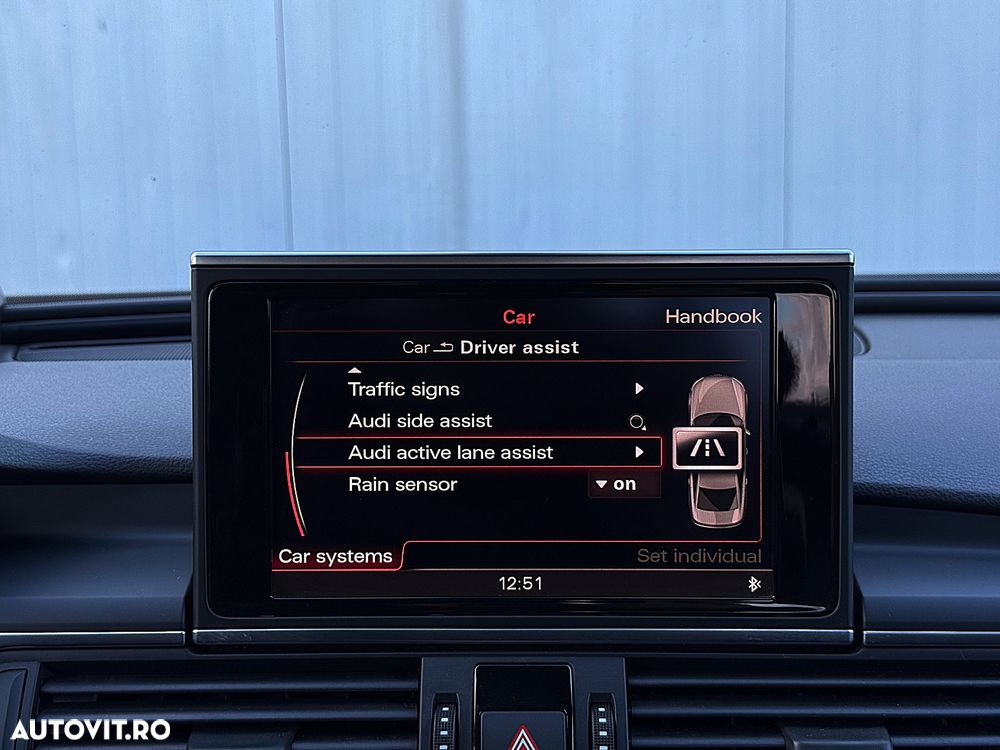 Car
Handbook
Car Driver assist
Traffic signs
Audi side assist
Audi active lane assist
Rain sensor on
Car systems
Set individual
12:51
AUTOVIT.RO